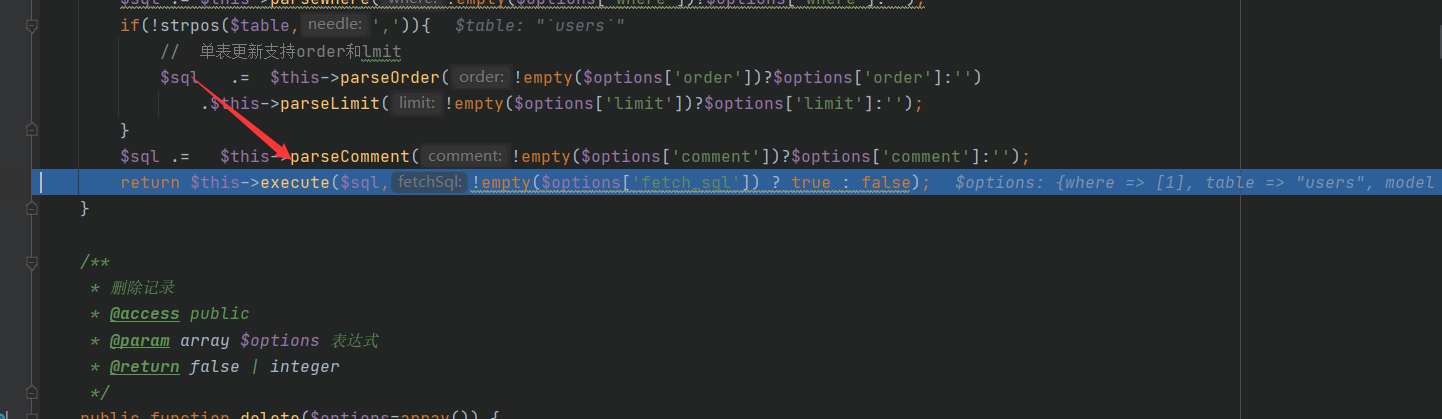 $sql .= $this->parseWhere(where:!empty($options['where'])?$options['where']:'');
if(!strpos($table, needle: ',')){ $table: "`users`"
// 单表更新支持order和lmit
$sql .= $this->parseOrder( order: !empty($options['order'])?$options['order']:'')
.$this->parseLimit( limit: !empty($options['limit'])?$options['limit']:'');
}
$sql .= $this->parseComment( comment: !empty($options['comment'])?$options['comment']:'');
return $this->execute($sql, fetchSql: !empty($options['fetch_sql']) ? true : false); $options: {where => [1], table => "users", model
}
/**
* 删除记录
* @access public
* @param array $options 表达式
* @return false | integer
*/
public function delete($options=array()) {